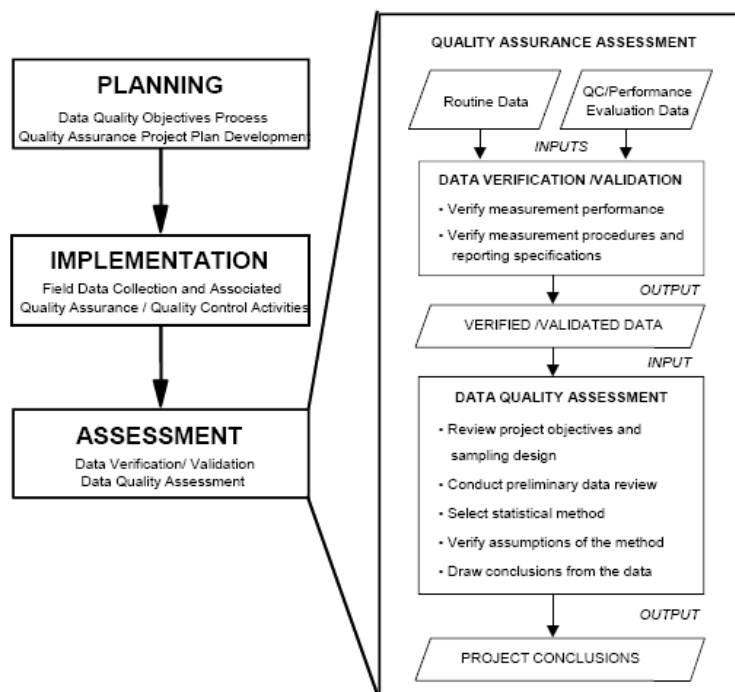 PLANNING
Data Quality Objectives Process
Quality Assurance Project Plan Development
IMPLEMENTATION
Field Data Collection and Associated
Quality Assurance / Quality Control Activities
ASSESSMENT
Data Verification/ Validation
Data Quality Assessment
QUALITY ASSURANCE ASSESSMENT
Routine Data
QC/Performance
Evaluation Data
INPUTS
DATA VERIFICATION /VALIDATION
• Verify measurement performance
• Verify measurement procedures and
reporting specifications
OUTPUT
VERIFIED /VALIDATED DATA
INPUT
DATA QUALITY ASSESSMENT
• Review project objectives and
sampling design
• Conduct preliminary data review
• Select statistical method
• Verify assumptions of the method
• Draw conclusions from the data
OUTPUT
PROJECT CONCLUSIONS